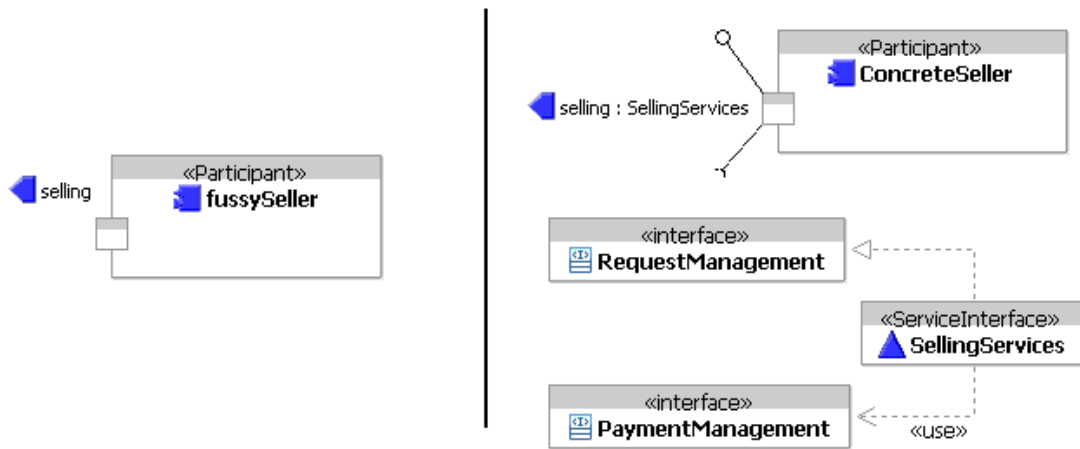 «Participant»
fussySeller
selling
«Participant»
ConcreteSeller
selling : SellingServices
«interface»
RequestManagement
«ServiceInterface»
SellingServices
«interface»
PaymentManagement
«use»